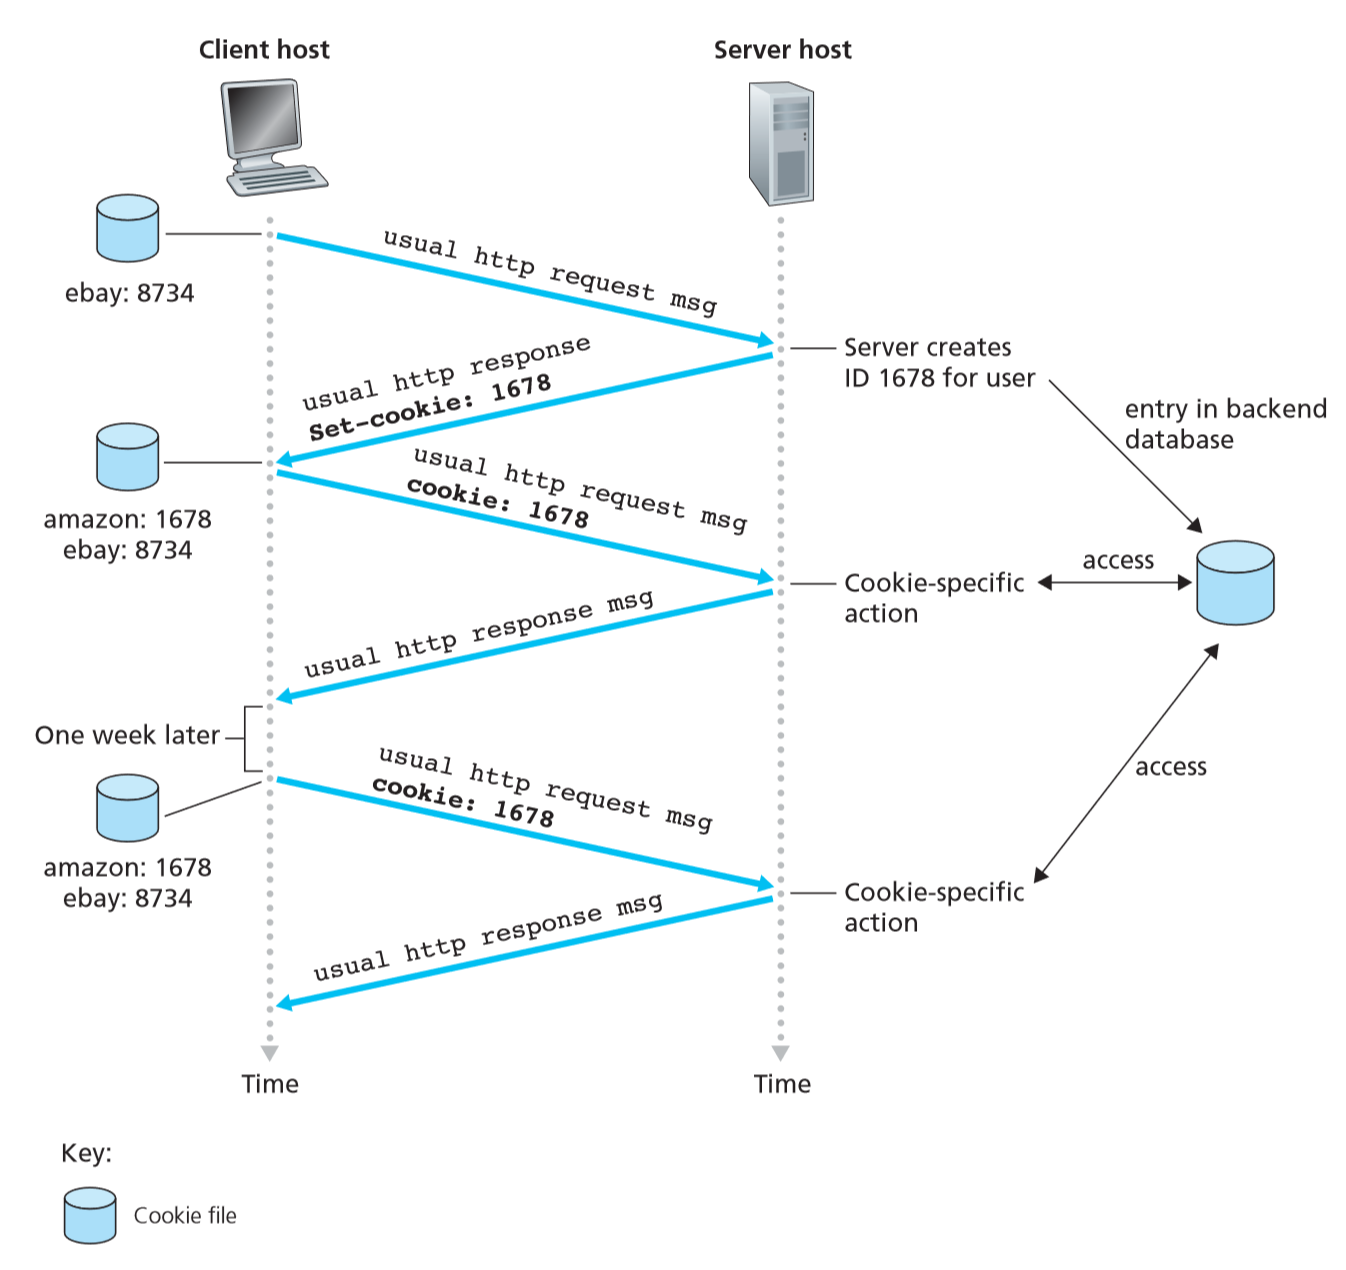 Client host
Server host
ebay: 8734
usual http request msg
Server creates
ID 1678 for user
entry in backend
database
usual http response
Set-cookie: 1678
amazon: 1678
ebay: 8734
usual http request msg
cookie: 1678
Cookie-specific
action
access
usual http response msg
One week later
access
amazon: 1678
ebay: 8734
usual http request msg
cookie: 1678
Cookie-specific
action
usual http response msg
Time
Time
Key:
Cookie file